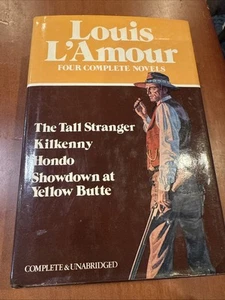 Louis
L'Amour
FOUR COMPLETE NOVELS
The Tall Stranger
Kilkenny
Hondo
Showdown at
Yellow Butte
COMPLETE & UNABRIDGED